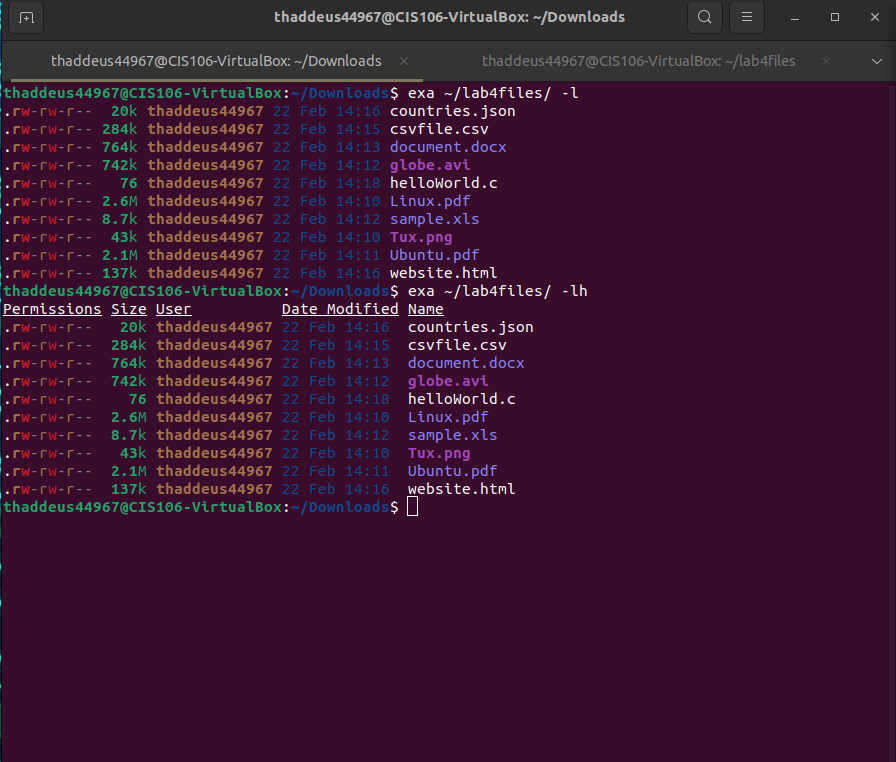 thaddeus44967@CIS106-VirtualBox: ~/Downloads
thaddeus44967@CIS106-VirtualBox: ~/Downloads × thaddeus44967@CIS106-VirtualBox: ~/lab4files ×
thaddeus44967@CIS106-VirtualBox:~/Downloads$ exa ~/lab4files/ -l
.rw-rw-r-- 20k thaddeus44967 22 Feb 14:16 countries.json
.rw-rw-r-- 284k thaddeus44967 22 Feb 14:15 csvfile.csv
.rw-rw-r-- 764k thaddeus44967 22 Feb 14:13 document.docx
.rw-rw-r-- 742k thaddeus44967 22 Feb 14:12 globe.avi
.rw-rw-r-- 76 thaddeus44967 22 Feb 14:18 helloWorld.c
.rw-rw-r-- 2.6M thaddeus44967 22 Feb 14:10 Linux.pdf
.rw-rw-r-- 8.7k thaddeus44967 22 Feb 14:12 sample.xls
.rw-rw-r-- 43k thaddeus44967 22 Feb 14:10 Tux.png
.rw-rw-r-- 2.1M thaddeus44967 22 Feb 14:11 Ubuntu.pdf
.rw-rw-r-- 137k thaddeus44967 22 Feb 14:16 website.html
thaddeus44967@CIS106-VirtualBox:~/Downloads$ exa ~/lab4files/ -lh
Permissions Size User Date Modified Name
.rw-rw-r-- 20k thaddeus44967 22 Feb 14:16 countries.json
.rw-rw-r-- 284k thaddeus44967 22 Feb 14:15 csvfile.csv
.rw-rw-r-- 764k thaddeus44967 22 Feb 14:13 document.docx
.rw-rw-r-- 742k thaddeus44967 22 Feb 14:12 globe.avi
.rw-rw-r-- 76 thaddeus44967 22 Feb 14:18 helloWorld.c
.rw-rw-r-- 2.6M thaddeus44967 22 Feb 14:10 Linux.pdf
.rw-rw-r-- 8.7k thaddeus44967 22 Feb 14:12 sample.xls
.rw-rw-r-- 43k thaddeus44967 22 Feb 14:10 Tux.png
.rw-rw-r-- 2.1M thaddeus44967 22 Feb 14:11 Ubuntu.pdf
.rw-rw-r-- 137k thaddeus44967 22 Feb 14:16 website.html
thaddeus44967@CIS106-VirtualBox:~/Downloads$